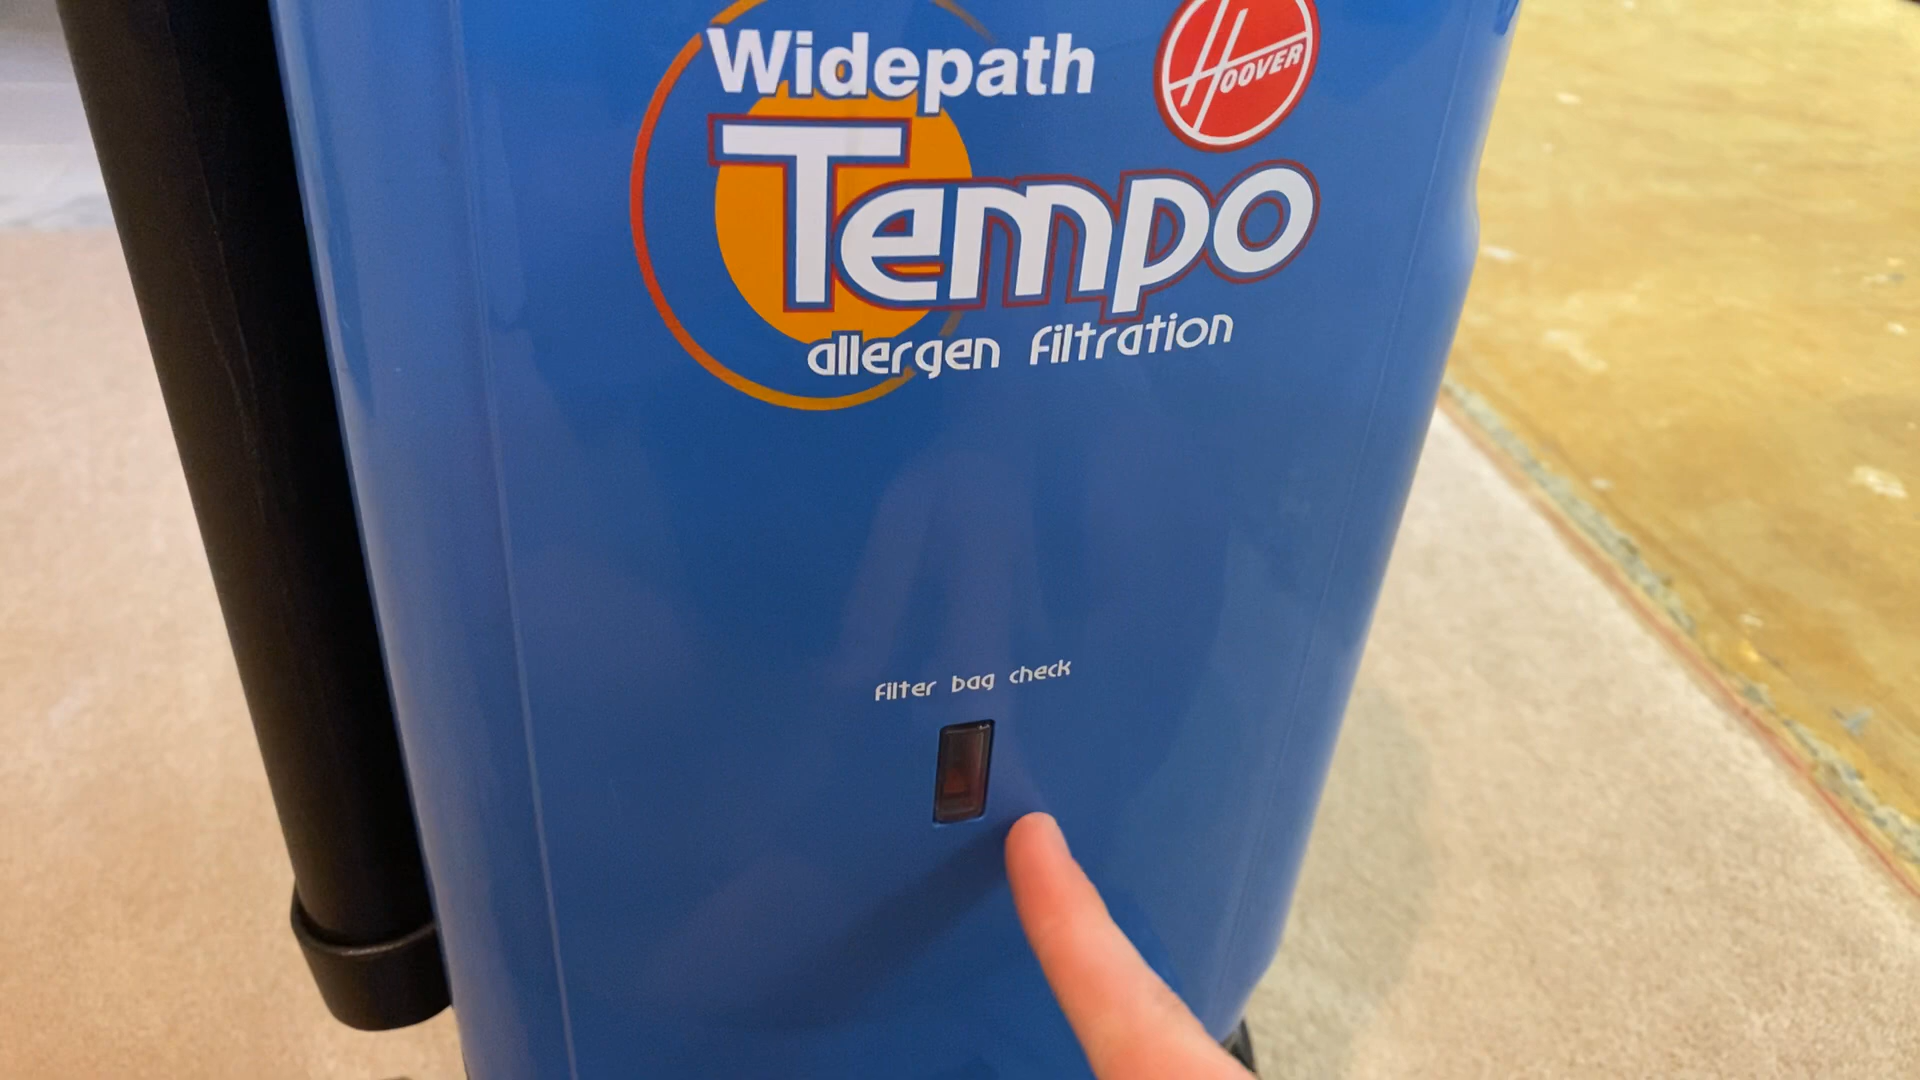 Widepath
HOOVER
Tempo
allergen filtration
filter bag check